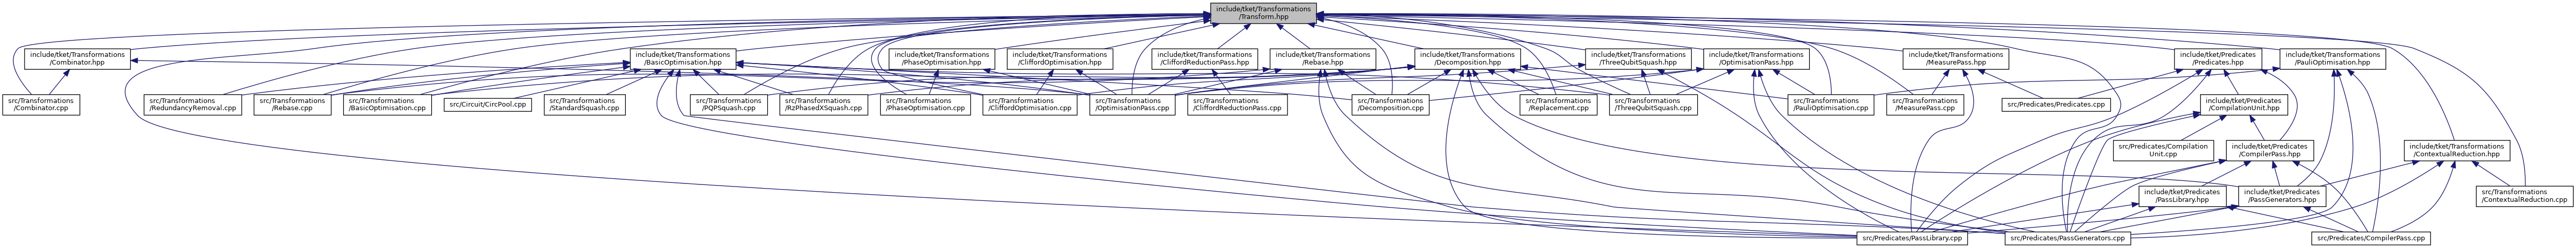 include/tket/Transformations
/Transform.hpp
include/tket/Transformations
/Combinator.hpp
include/tket/Transformations
/BasicOptimisation.hpp
include/tket/Transformations
/PhaseOptimisation.hpp
include/tket/Transformations
/CliffordOptimisation.hpp
include/tket/Transformations
/CliffordReductionPass.hpp
include/tket/Transformations
/Rebase.hpp
include/tket/Transformations
/Decomposition.hpp
include/tket/Transformations
/ThreeQubitSquash.hpp
include/tket/Transformations
/OptimisationPass.hpp
include/tket/Transformations
/MeasurePass.hpp
include/tket/Predicates
/Predicates.hpp
include/tket/Transformations
/PauliOptimisation.hpp
src/Transformations
/Combinator.cpp
src/Transformations
/RedundancyRemoval.cpp
src/Transformations
/Rebase.cpp
src/Transformations
/BasicOptimisation.cpp
src/Circuit/CircPool.cpp
src/Transformations
/StandardSquash.cpp
src/Transformations
/PQPSquash.cpp
src/Transformations
/RzPhasedXSquash.cpp
src/Transformations
/PhaseOptimisation.cpp
src/Transformations
/CliffordOptimisation.cpp
src/Transformations
/OptimisationPass.cpp
src/Transformations
/CliffordReductionPass.cpp
src/Transformations
/Decomposition.cpp
src/Transformations
/Replacement.cpp
src/Transformations
/ThreeQubitSquash.cpp
src/Transformations
/PauliOptimisation.cpp
src/Transformations
/MeasurePass.cpp
src/Predicates/Predicates.cpp
include/tket/Predicates
/CompilationUnit.hpp
src/Predicates/Compilation
Unit.cpp
include/tket/Predicates
/CompilerPass.hpp
include/tket/Transformations
/ContextualReduction.hpp
include/tket/Predicates
/PassLibrary.hpp
include/tket/Predicates
/PassGenerators.hpp
src/Transformations
/ContextualReduction.cpp
src/Predicates/PassLibrary.cpp
src/Predicates/PassGenerators.cpp
src/Predicates/CompilerPass.cpp